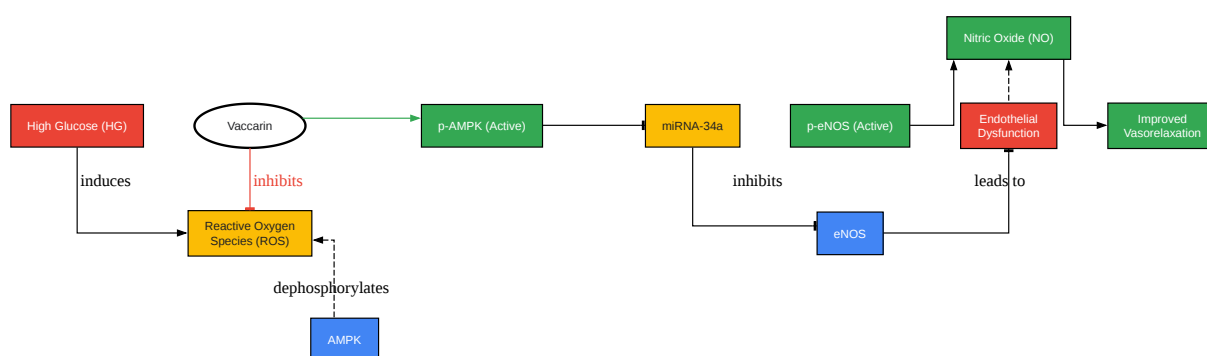 Nitric Oxide (NO)
High Glucose (HG)
Vaccarin
p-AMPK (Active)
miRNA-34a
p-eNOS (Active)
Endothelial
Dysfunction
Improved
Vasorelaxation
induces
inhibits
inhibits
leads to
Reactive Oxygen
Species (ROS)
eNOS
dephosphorylates
AMPK